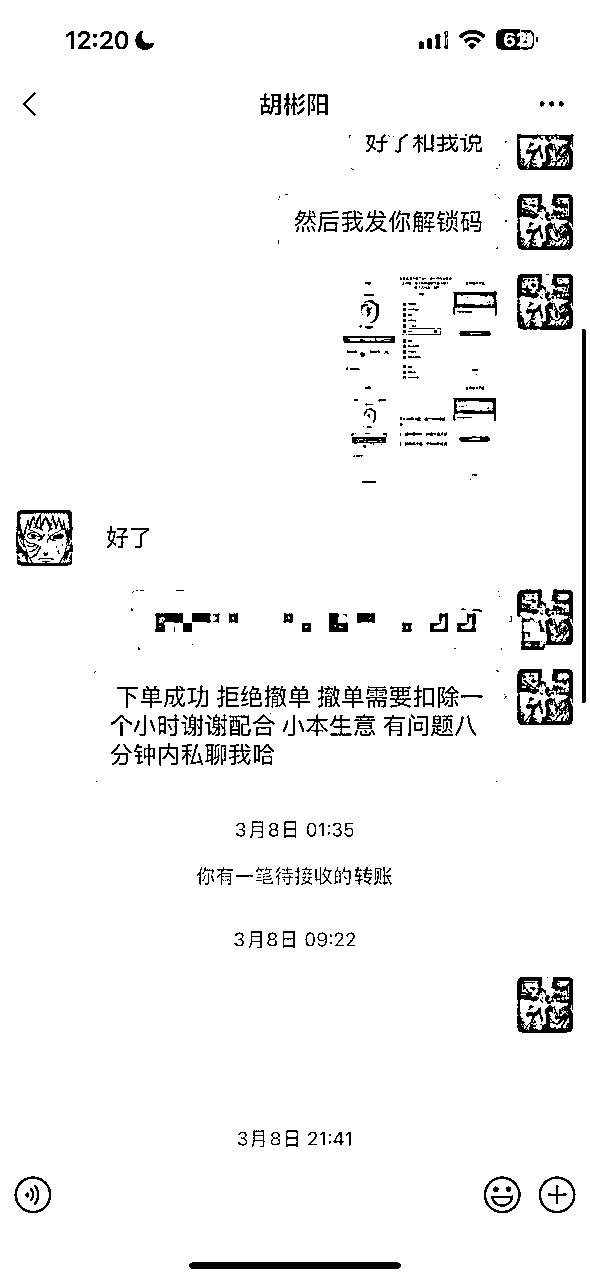 12:20
胡彬阳
好了和我说
然后我发你解锁码
好了
下单成功 拒绝撤单 撤单需要扣除一
个小时谢谢配合 小本生意 有问题八
分钟内私聊我哈
3月8日 01:35
你有一笔待接收的转账
3月8日 09:22
3月8日 21:41